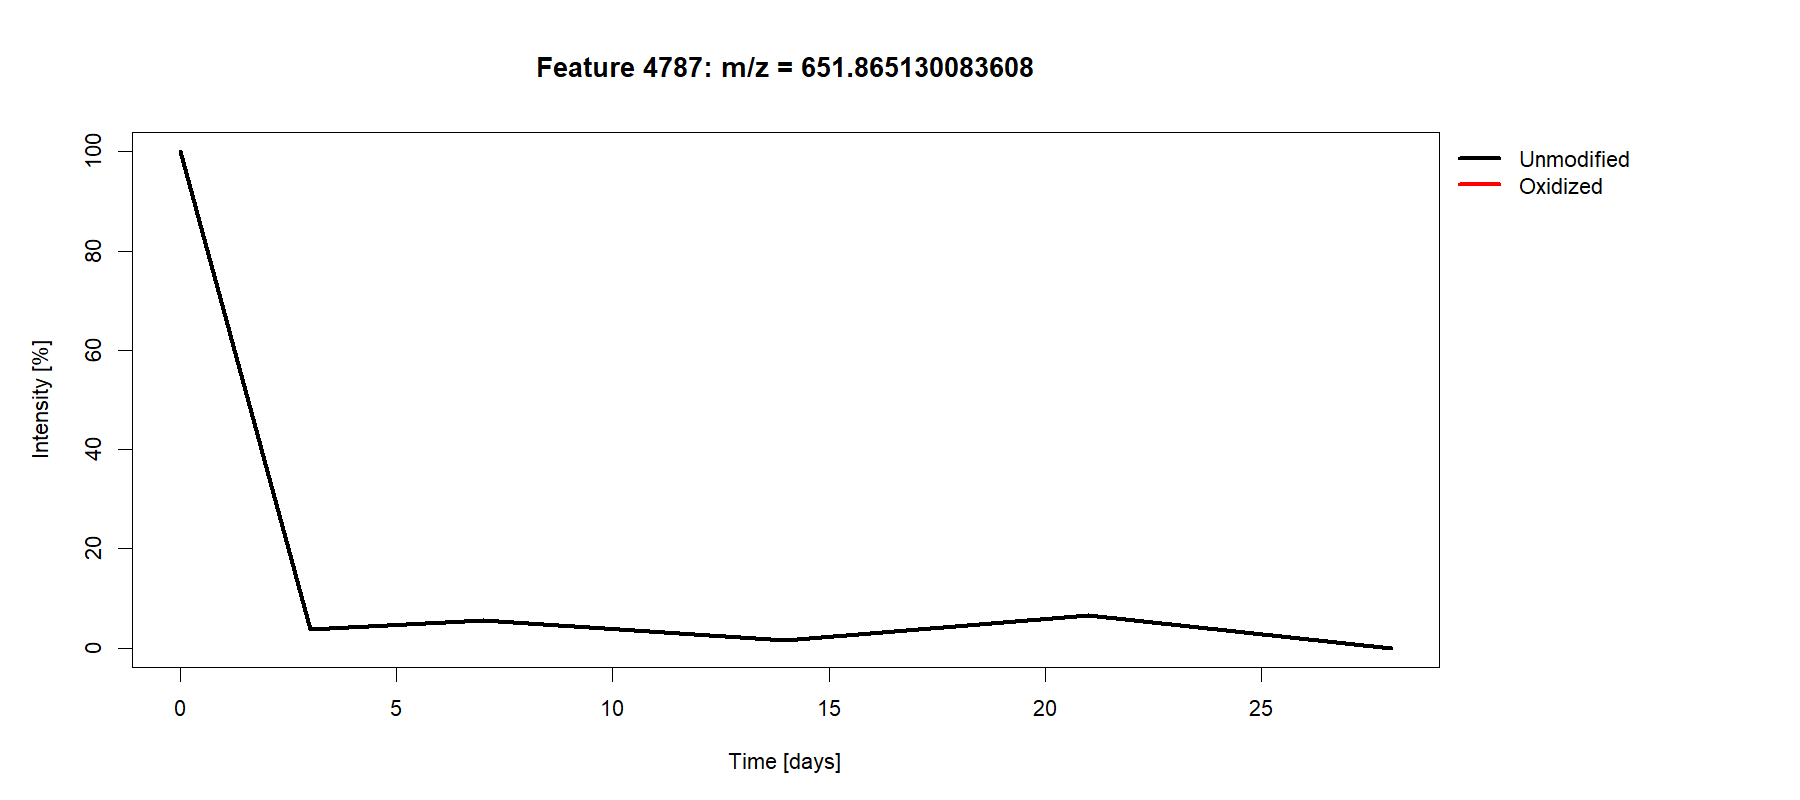 Feature 4787: m/z = 651.865130083608
Unmodified
Oxidized
Intensity [%]
100
80
60
40
20
0
0 5 10 15 20 25
Time [days]